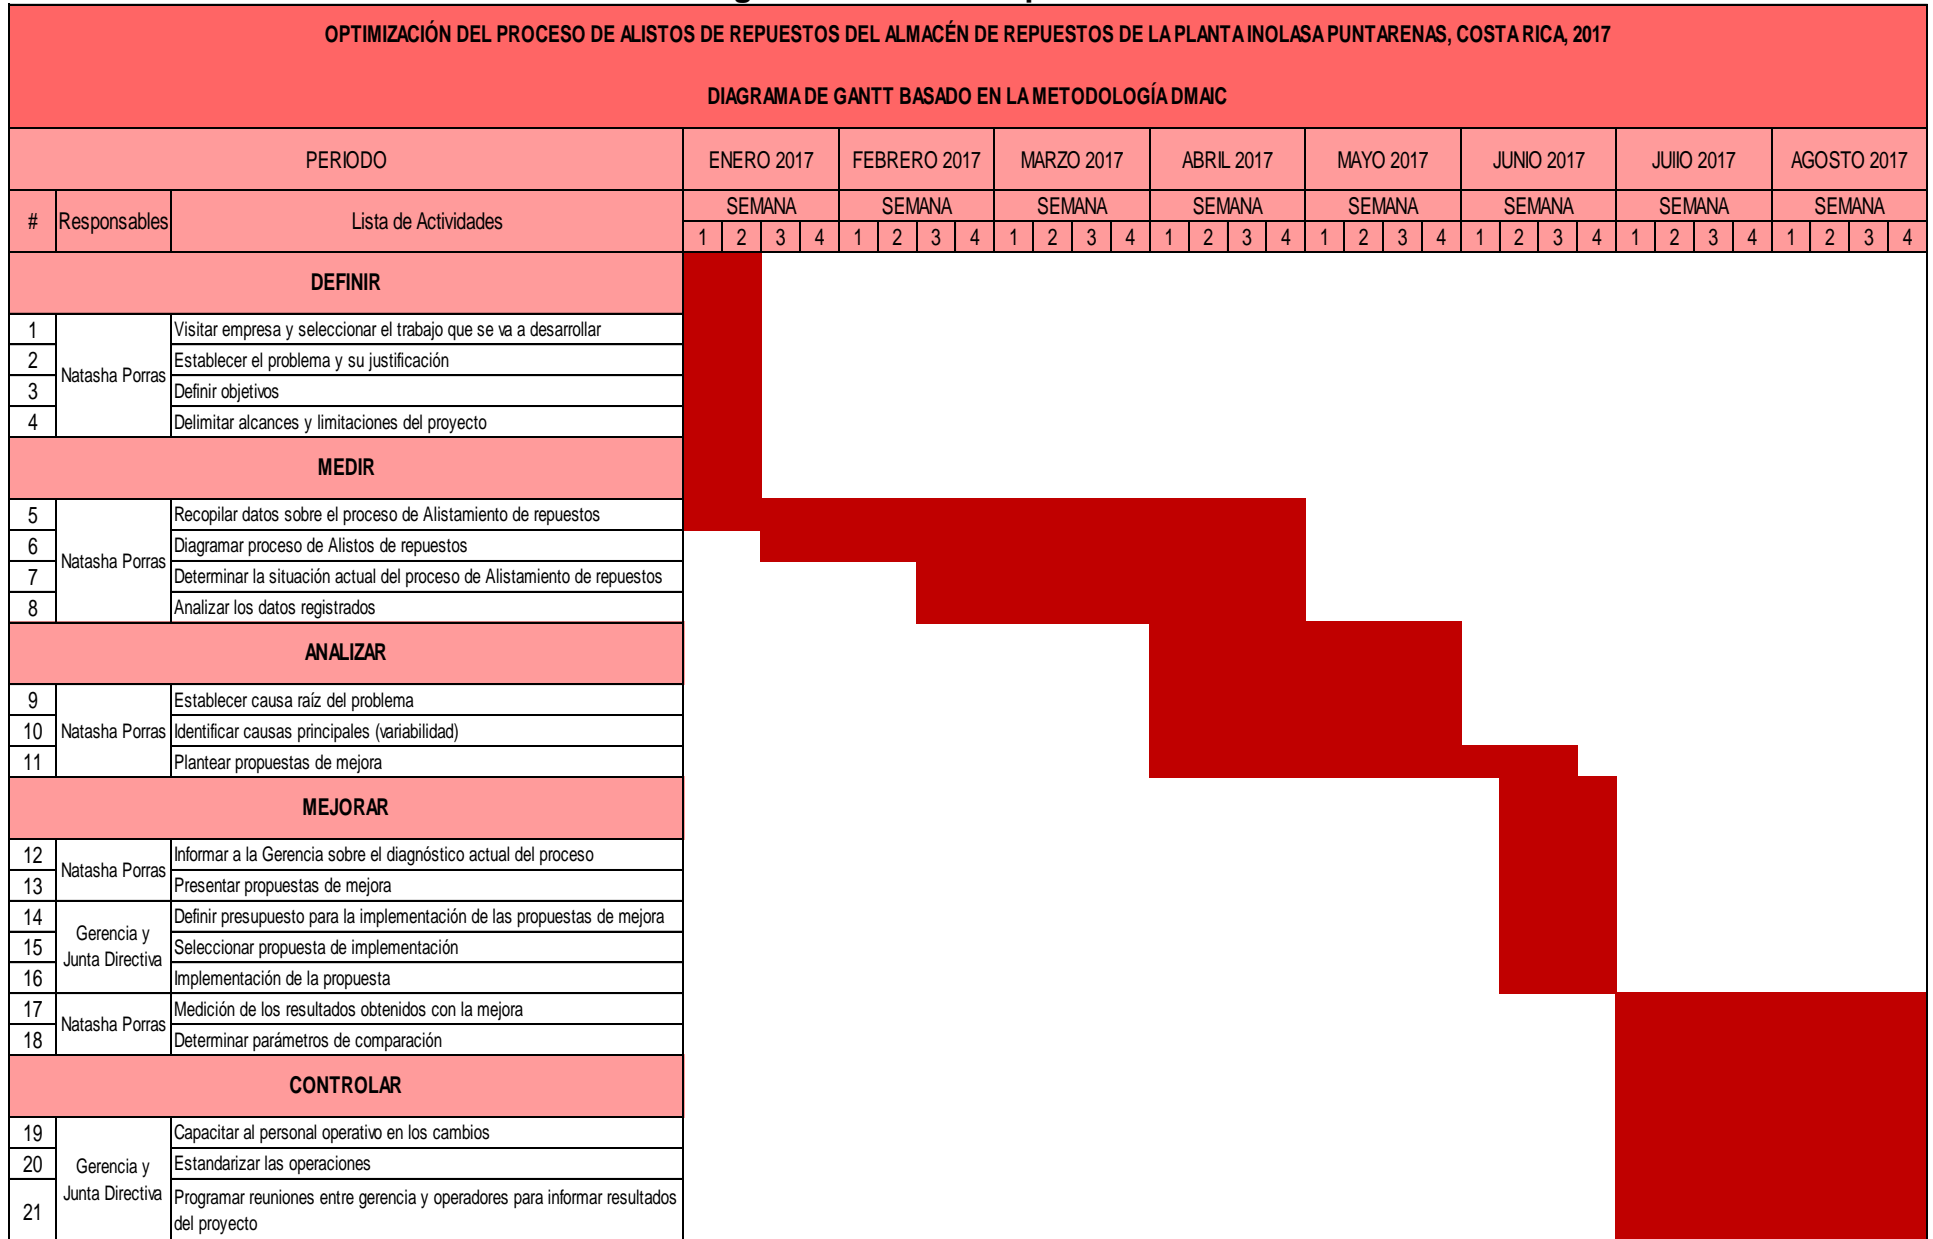 OPTIMIZACIÓN DEL PROCESO DE ALISTOS DE REPUESTOS DEL ALMACÉN DE REPUESTOS DE LA PLANTA INOLASA PUNTARENAS, COSTA RICA, 2017
DIAGRAMA DE GANTT BASADO EN LA METODOLOGÍA DMAIC
PERIODO ENERO 2017 FEBRERO 2017 MARZO 2017 ABRIL 2017 MAYO 2017 JUNIO 2017 JUlIO 2017 AGOSTO 2017
# Responsables Lista de Actividades SEMANA SEMANA SEMANA SEMANA SEMANA SEMANA SEMANA SEMANA
1 2 3 4 1 2 3 4 1 2 3 4 1 2 3 4 1 2 3 4 1 2 3 4 1 2 3 4 1 2 3 4
DEFINIR
1 Visitar empresa y seleccionar el trabajo que se va a desarrollar
2 Establecer el problema y su justificación
Natasha Porras
3 Definir objetivos
4 Delimitar alcances y limitaciones del proyecto
MEDIR
5 Recopilar datos sobre el proceso de Alistamiento de repuestos
6 Diagramar proceso de Alistos de repuestos
Natasha Porras
7 Determinar la situación actual del proceso de Alistamiento de repuestos
8 Analizar los datos registrados
ANALIZAR
9 Establecer causa raíz del problema
10 Natasha Porras Identificar causas principales (variabilidad)
11 Plantear propuestas de mejora
MEJORAR
12 Informar a la Gerencia sobre el diagnóstico actual del proceso
Natasha Porras
13 Presentar propuestas de mejora
14 Definir presupuesto para la implementación de las propuestas de mejora
Gerencia y
15 Seleccionar propuesta de implementación
Junta Directiva
16 Implementación de la propuesta
17 Medición de los resultados obtenidos con la mejora
Natasha Porras
18 Determinar parámetros de comparación
CONTROLAR
19 Capacitar al personal operativo en los cambios
20 Gerencia y Estandarizar las operaciones
Junta Directiva
21 Programar reuniones entre gerencia y operadores para informar resultados
del proyecto